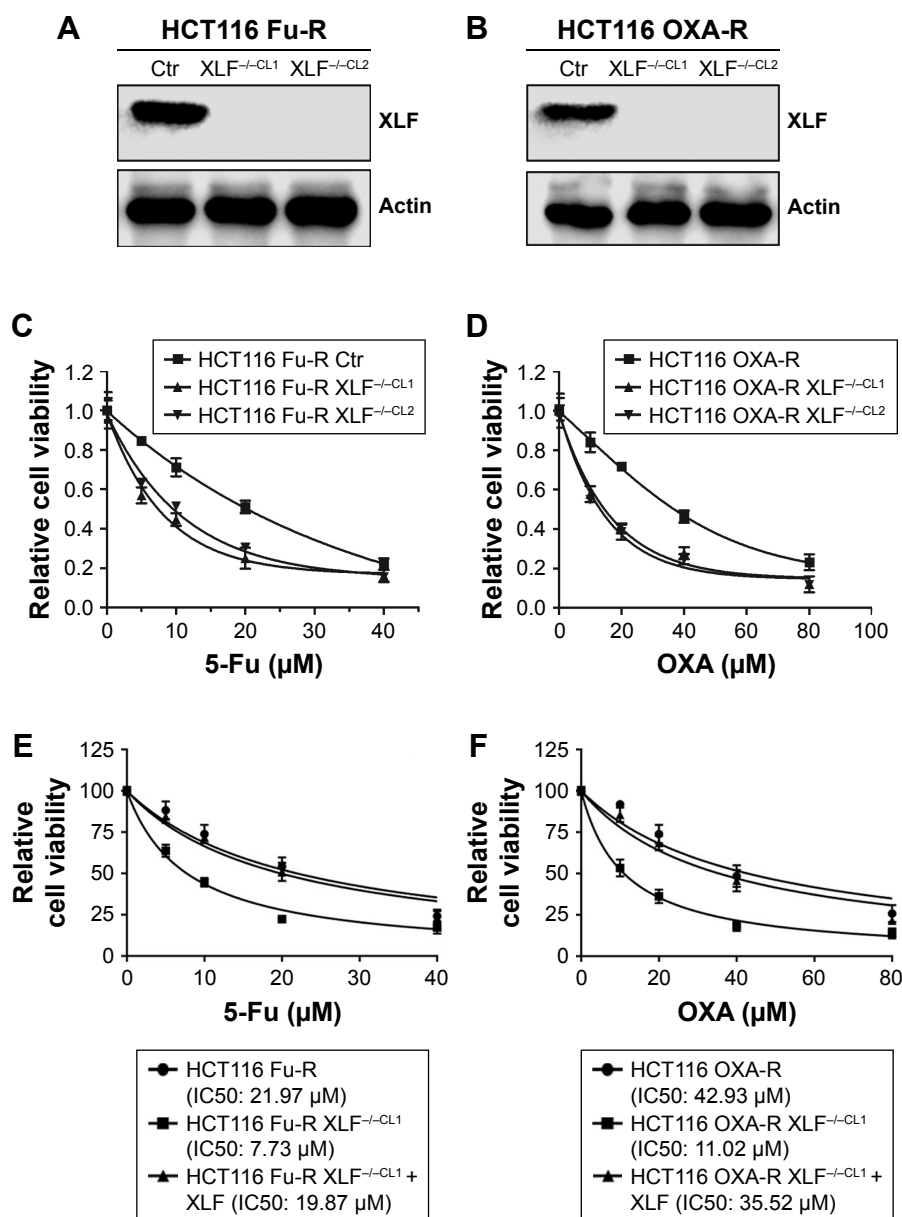 A
HCT116 Fu-R
Ctr XLF–/–CL1 XLF–/–CL2
XLF
Actin
B
HCT116 OXA-R
Ctr XLF–/–CL1 XLF–/–CL2
XLF
Actin
C
HCT116 Fu-R Ctr
HCT116 Fu-R XLF–/–CL1
HCT116 Fu-R XLF–/–CL2
Relative cell viability
1.2
1.0
0.8
0.6
0.4
0.2
0.0
0 10 20 30 40
5-Fu (µM)
D
HCT116 OXA-R
HCT116 OXA-R XLF–/–CL1
HCT116 OXA-R XLF–/–CL2
Relative cell viability
1.2
1.0
0.8
0.6
0.4
0.2
0.0
0 20 40 60 80 100
OXA (µM)
E
Relative
cell viability
125
100
75
50
25
0
0 10 20 30 40
5-Fu (µM)
HCT116 Fu-R
(IC50: 21.97 µM)
HCT116 Fu-R XLF–/–CL1
(IC50: 7.73 µM)
HCT116 Fu-R XLF–/–CL1 +
XLF (IC50: 19.87 µM)
F
Relative
cell viability
125
100
75
50
25
0
0 20 40 60 80
OXA (µM)
HCT116 OXA-R
(IC50: 42.93 µM)
HCT116 OXA-R XLF–/–CL1
(IC50: 11.02 µM)
HCT116 OXA-R XLF–/–CL1 +
XLF (IC50: 35.52 µM)